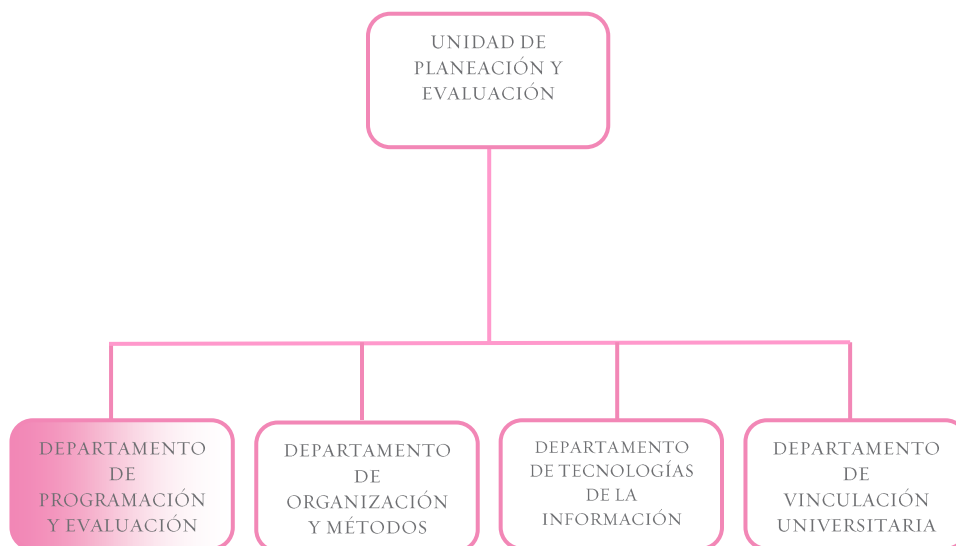 UNIDAD DE
PLANEACIÓN Y
EVALUACIÓN
DEPARTAMENTO
DE
PROGRAMACIÓN
Y EVALUACIÓN
DEPARTAMENTO
DE
ORGANIZACIÓN
Y MÉTODOS
DEPARTAMENTO
DE TECNOLOGÍAS
DE LA
INFORMACIÓN
DEPARTAMENTO
DE
VINCULACIÓN
UNIVERSITARIA